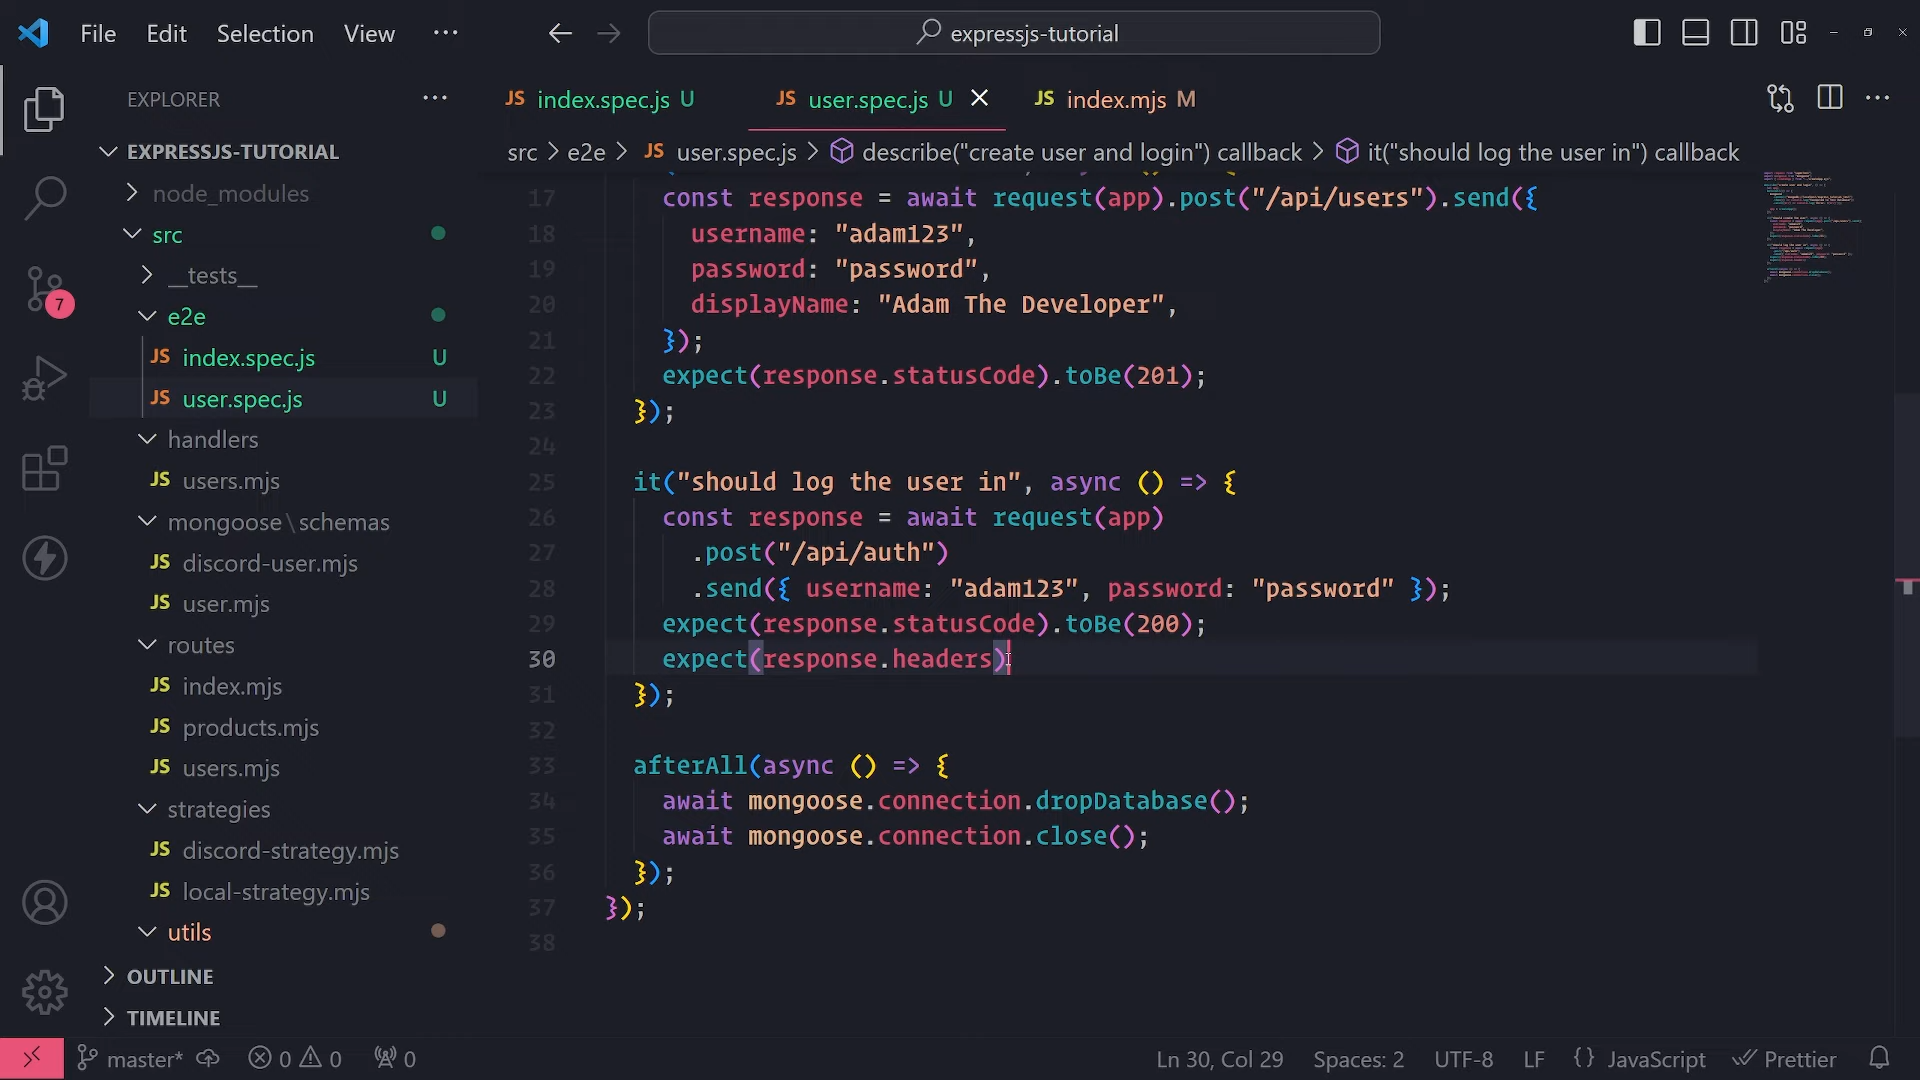 File Edit Selection View ··· expressjs-tutorial
EXPLORER ···
JS index.spec.js U JS user.spec.js U JS index.mjs M ···
src > e2e > JS user.spec.js > describe("create user and login") callback > it("should log the user in") callback
EXPRESSJS-TUTORIAL
node_modules
src
__tests__
e2e
JS index.spec.js U
JS user.spec.js U
handlers
JS users.mjs
mongoose\schemas
JS discord-user.mjs
JS user.mjs
routes
JS index.mjs
JS products.mjs
JS users.mjs
strategies
JS discord-strategy.mjs
JS local-strategy.mjs
utils
OUTLINE
TIMELINE
7
17 const response = await request(app).post("/api/users").send({
18 username: "adam123",
19 password: "password",
20 displayName: "Adam The Developer",
21 });
22 expect(response.statusCode).toBe(201);
23 });
24
25 it("should log the user in", async () => {
26 const response = await request(app)
27 .post("/api/auth")
28 .send({ username: "adam123", password: "password" });
29 expect(response.statusCode).toBe(200);
30 expect(response.headers)
31 });
32
33 afterAll(async () => {
34 await mongoose.connection.dropDatabase();
35 await mongoose.connection.close();
36 });
37 });
38
master* 0 0 0 Ln 30, Col 29 Spaces: 2 UTF-8 LF {} JavaScript Prettier